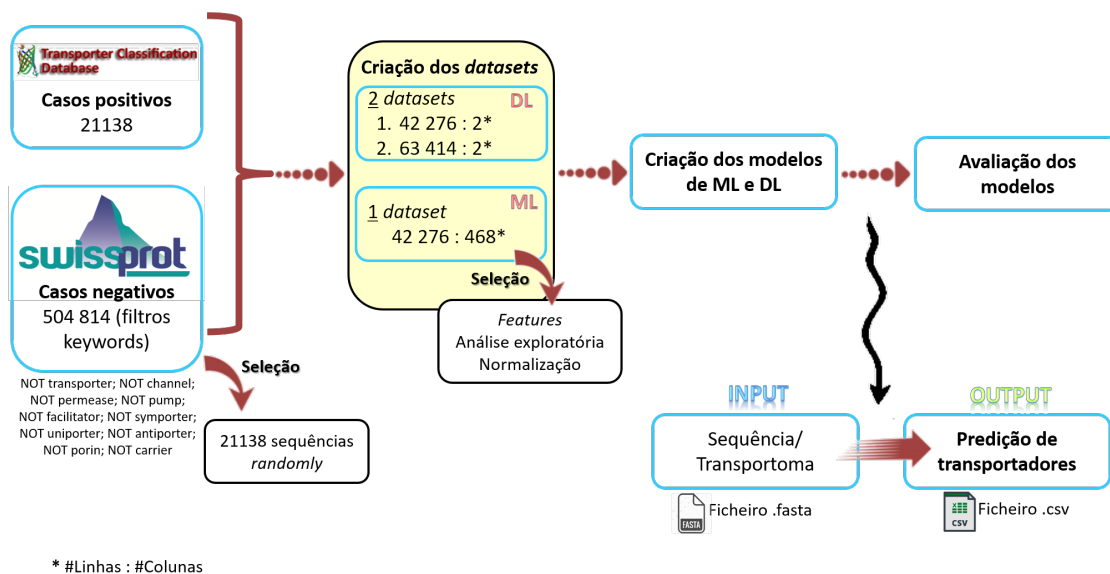 Transporter Classification
Database
Casos positivos
21138
swissprot
Casos negativos
504 814 (filtros
keywords)
NOT transporter; NOT channel;
NOT permease; NOT pump;
NOT facilitator; NOT symporter;
NOT uniporter; NOT antiporter;
NOT porin; NOT carrier
Seleção
21138 sequências
randomly
Criação dos datasets
2 datasets
DL
1. 42 276 : 2*
2. 63 414 : 2*
ML
1 dataset
42 276 : 468*
Seleção
Features
Análise exploratória
Normalização
Criação dos modelos
de ML e DL
Avaliação dos
modelos
INPUT
Sequência/
Transportoma
FASTA
Ficheiro .fasta
OUTPUT
Predição de
transportadores
CSV
Ficheiro .csv
* #Linhas : #Colunas